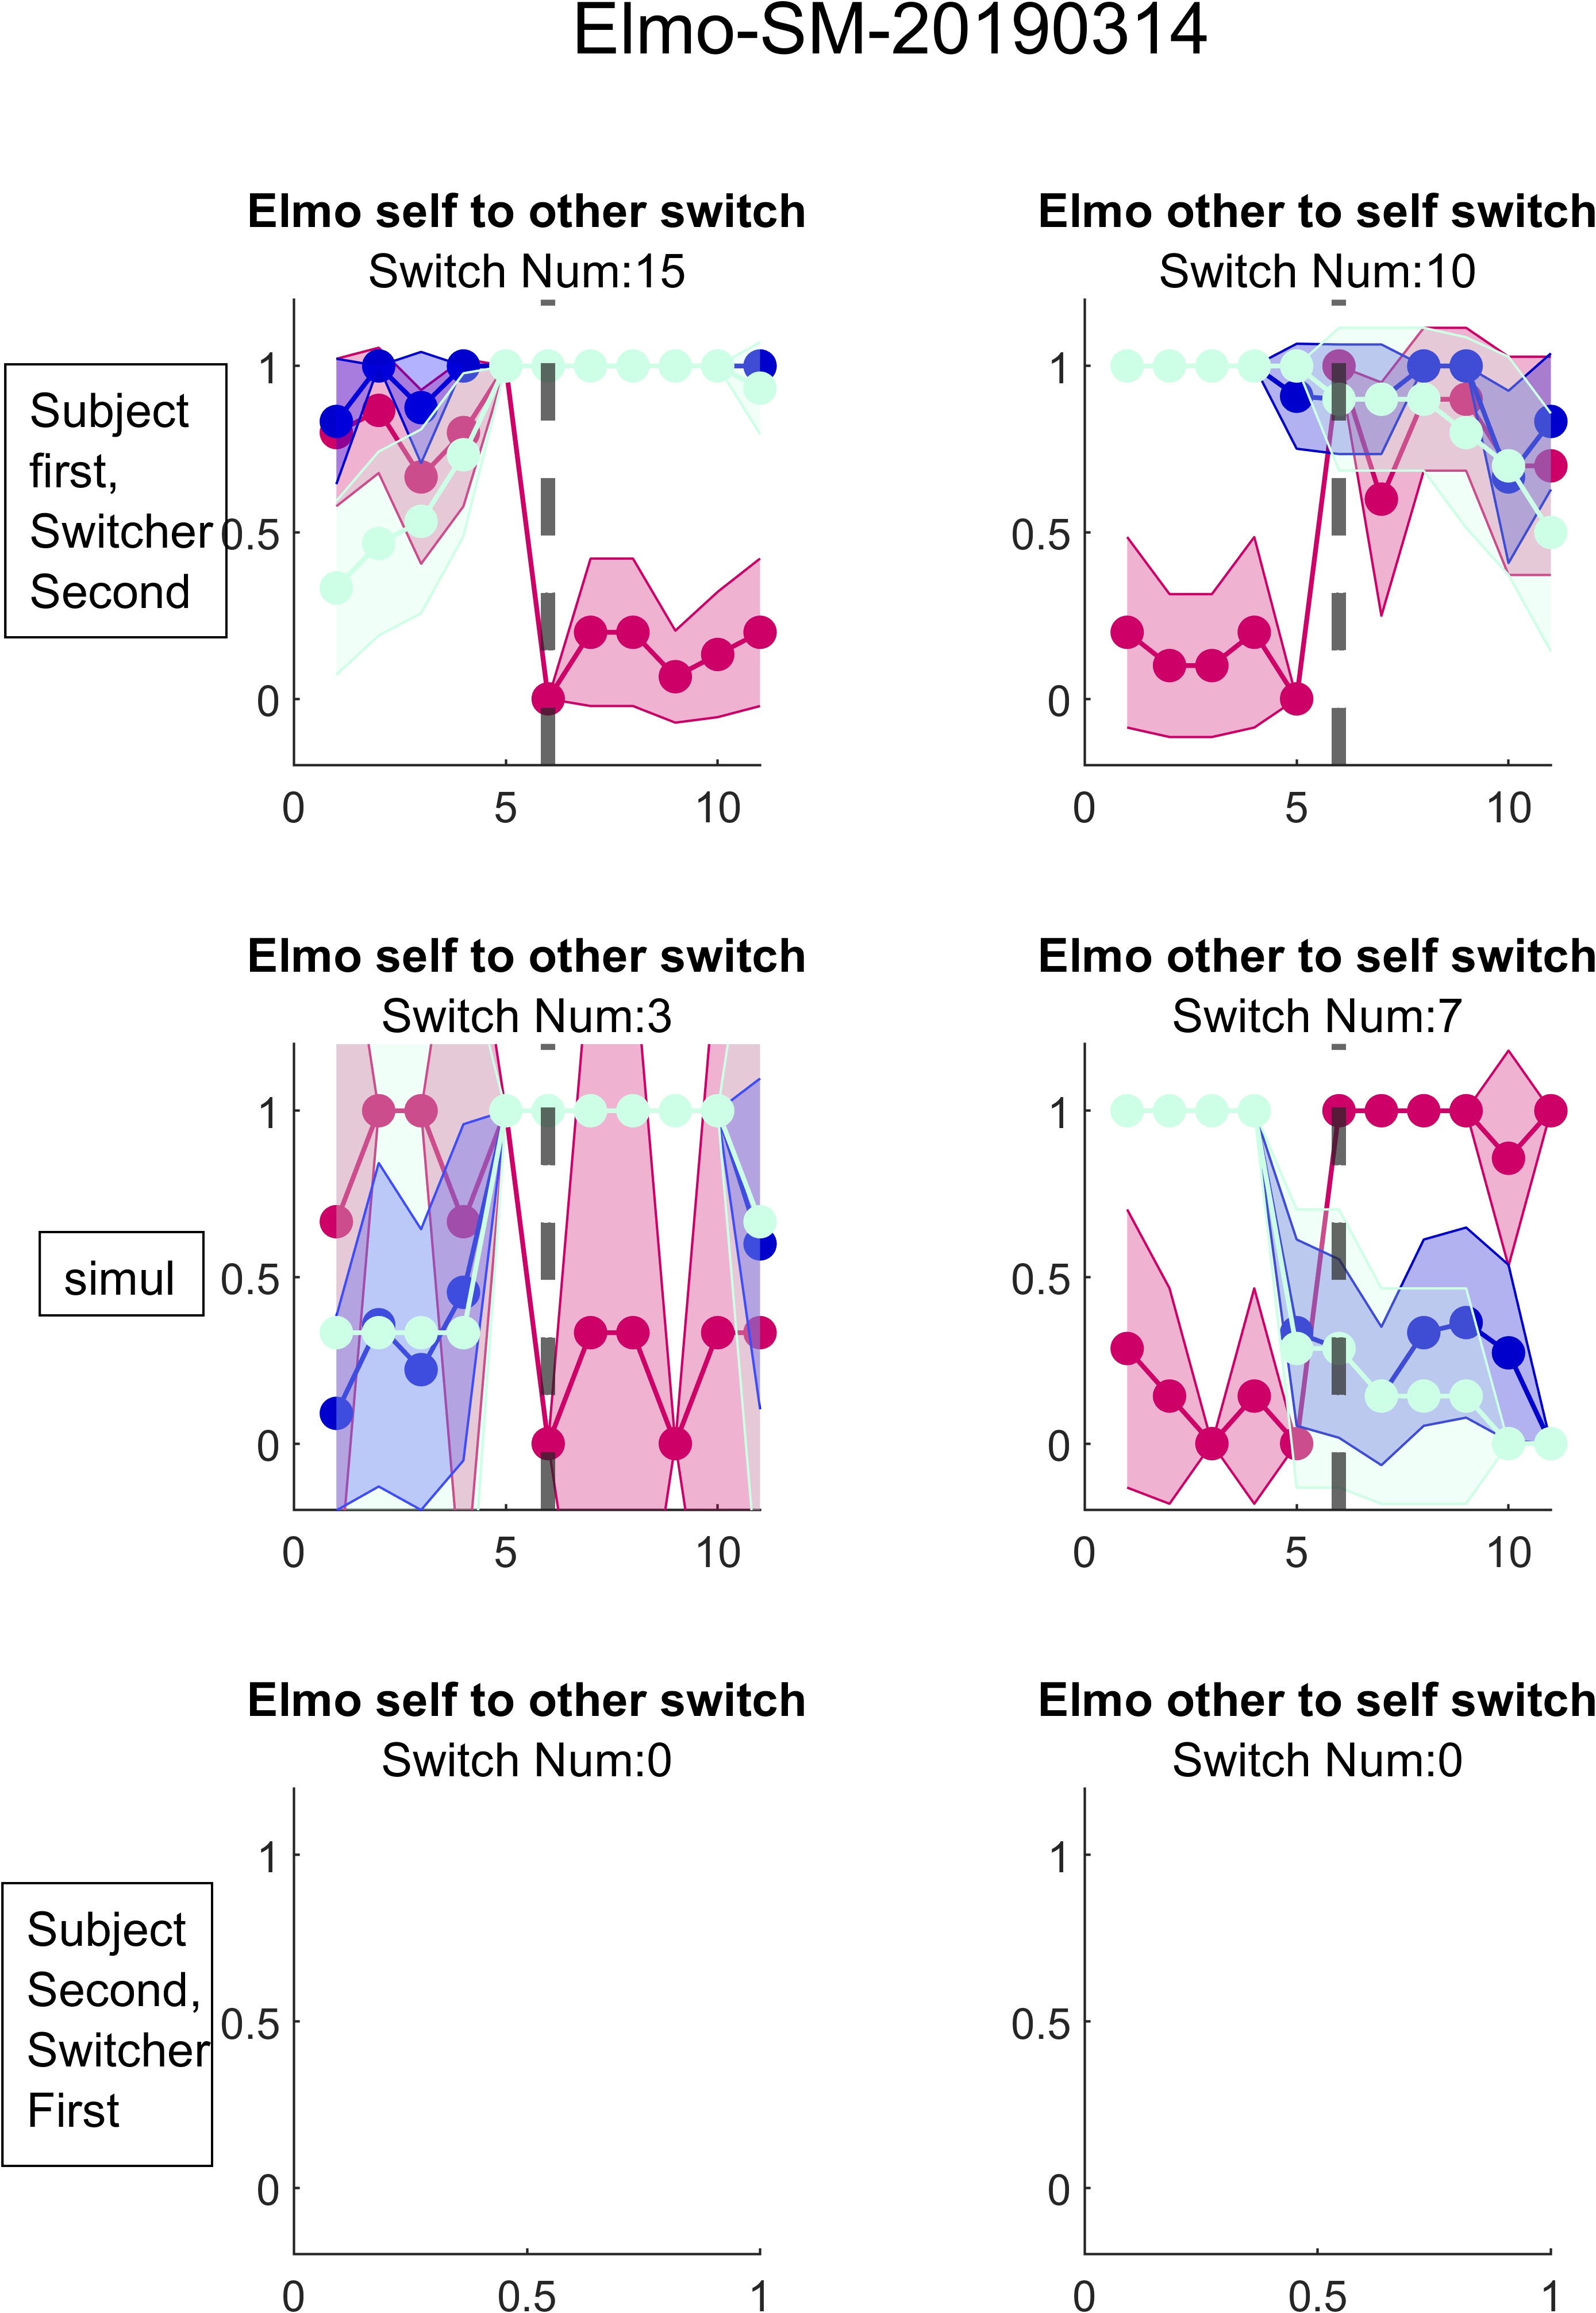 Elmo-SM-20190314
Elmo self to other switch
Switch Num:15
Elmo other to self switch
Switch Num:10
Subject
first,
Switcher
Second
1
0.5
0
0
5
10
1
0.5
0
0
5
10
Elmo self to other switch
Switch Num:3
Elmo other to self switch
Switch Num:7
simul
1
0.5
0
0
5
10
1
0.5
0
0
5
10
Elmo self to other switch
Switch Num:0
Elmo other to self switch
Switch Num:0
Subject
Second,
Switcher
First
1
0.5
0
0
0.5
1
1
0.5
0
0
0.5
1